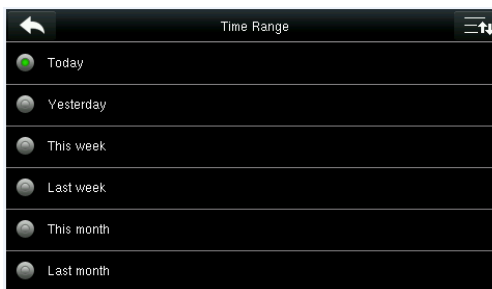 Time Range
Today
Yesterday
This week
Last week
This month
Last month